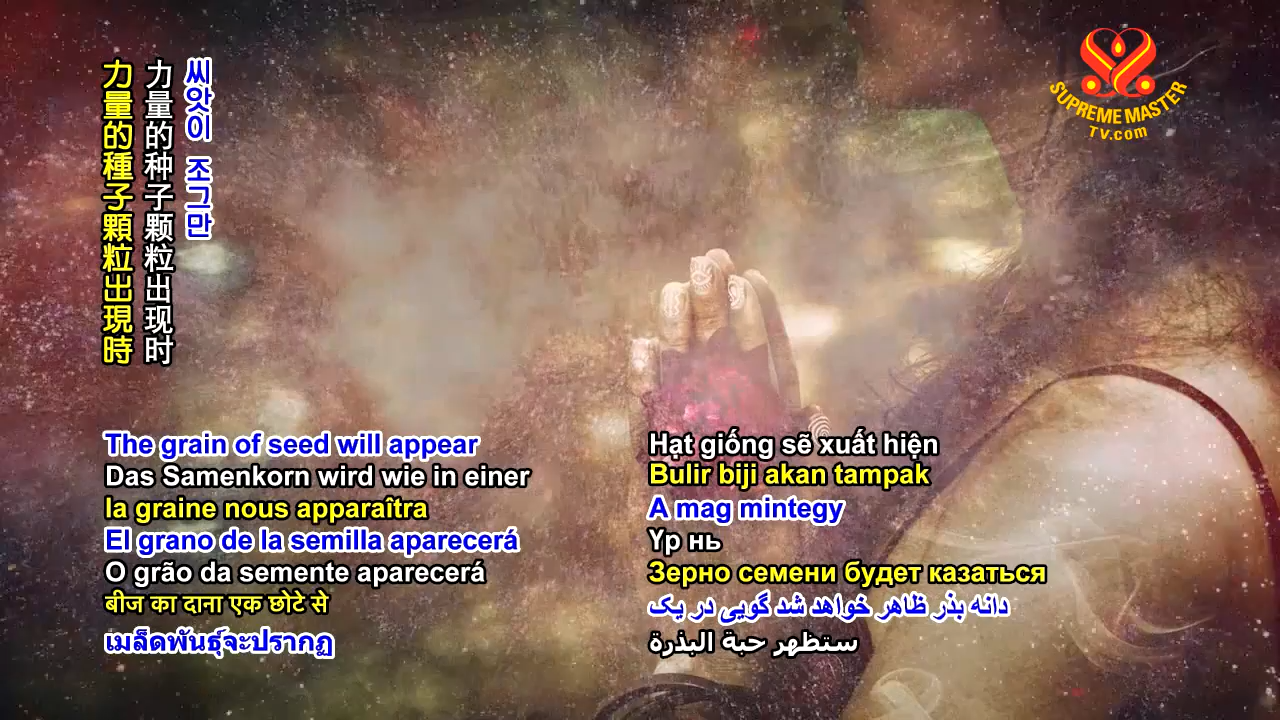 씨앗이 조그만
力量的种子颗粒出现时
力量的種子顆粒出現時
SUPREME MASTER
TV.com
The grain of seed will appear
Das Samenkorn wird wie in einer
la graine nous apparaîtra
El grano de la semilla aparecerá
O grão da semente aparecerá
बीज का दाना एक छोटे से
เมล็ดพันธุ์จะปรากฏ
Hạt giống sẽ xuất hiện
Bulir biji akan tampak
A mag mintegy
Үр нь
Зерно семени будет казаться
دانه بذر ظاهر خواهد شد گویی در یک
ستظهر حبة البذرة